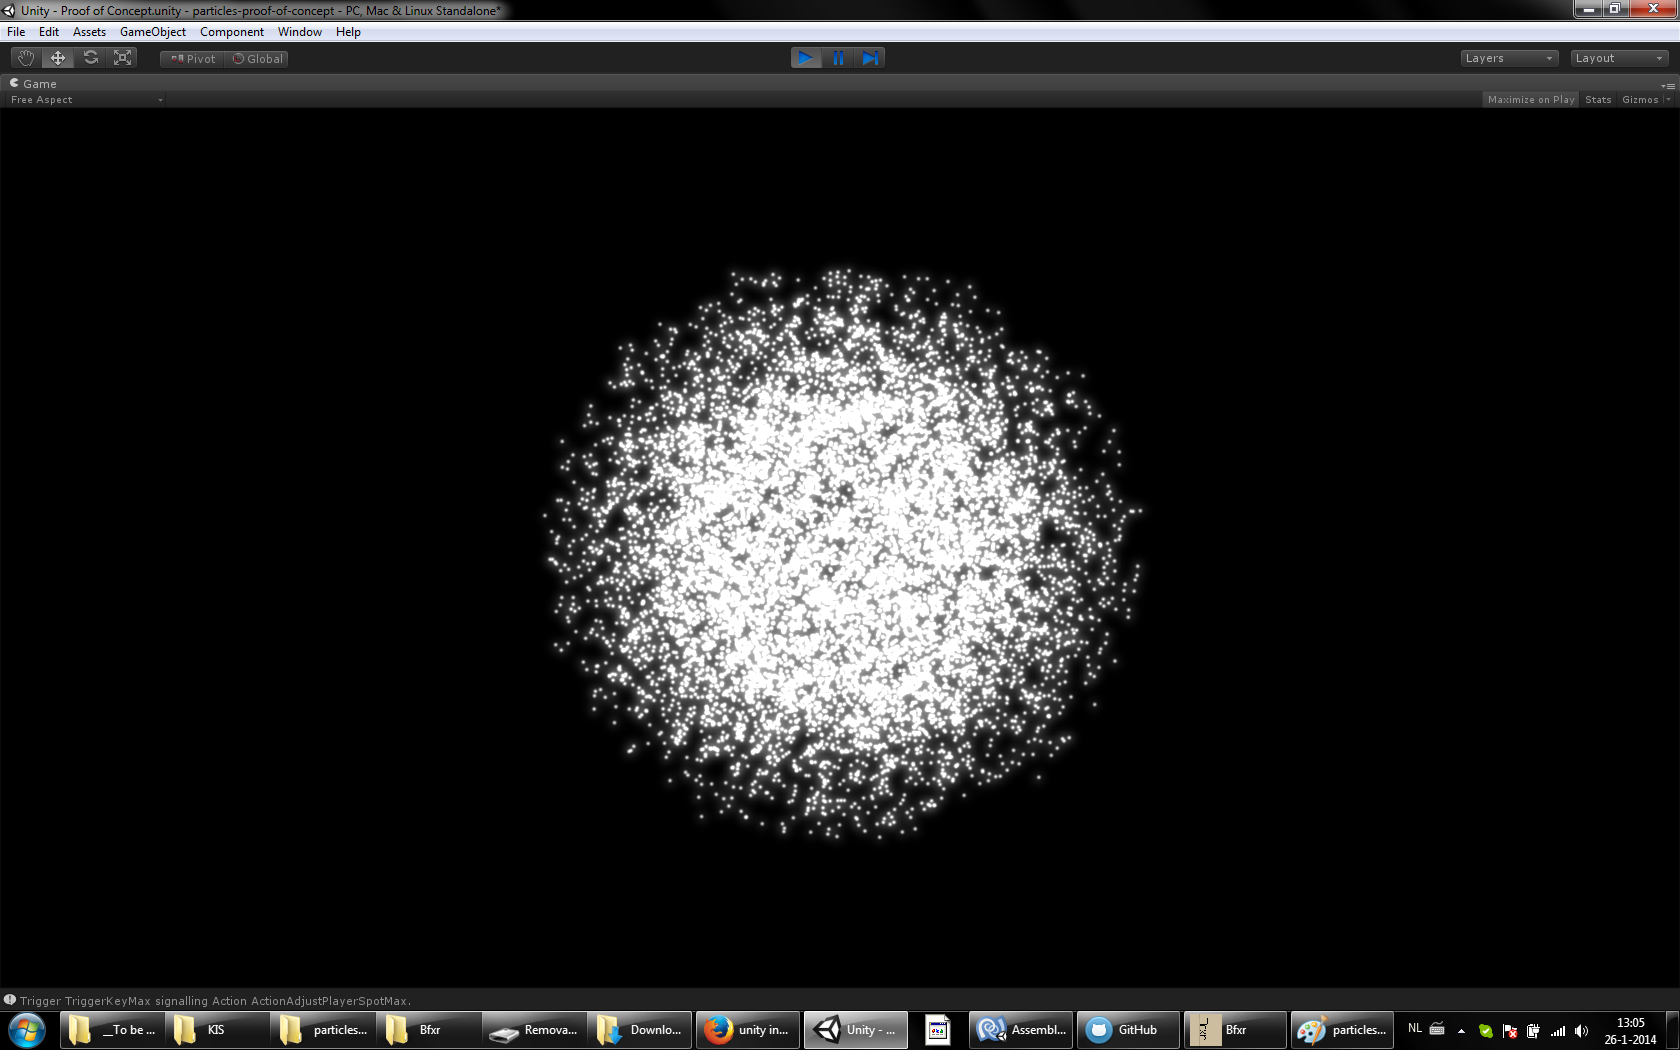 Unity - Proof of Concept.unity - particles-proof-of-concept - PC, Mac & Linux Standalone*
File Edit Assets GameObject Component Window Help
Pivot Global Layers Layout
Game
Free Aspect Maximize on Play Stats Gizmos
Trigger TriggerKeyMax signalling Action ActionAdjustPlayerSpotMax.
__To be ... KIS particles... Bfxr Remova... Downlo... unity in... Unity - ... Assembl... GitHub Bfxr particles... NL 13:05
26-1-2014